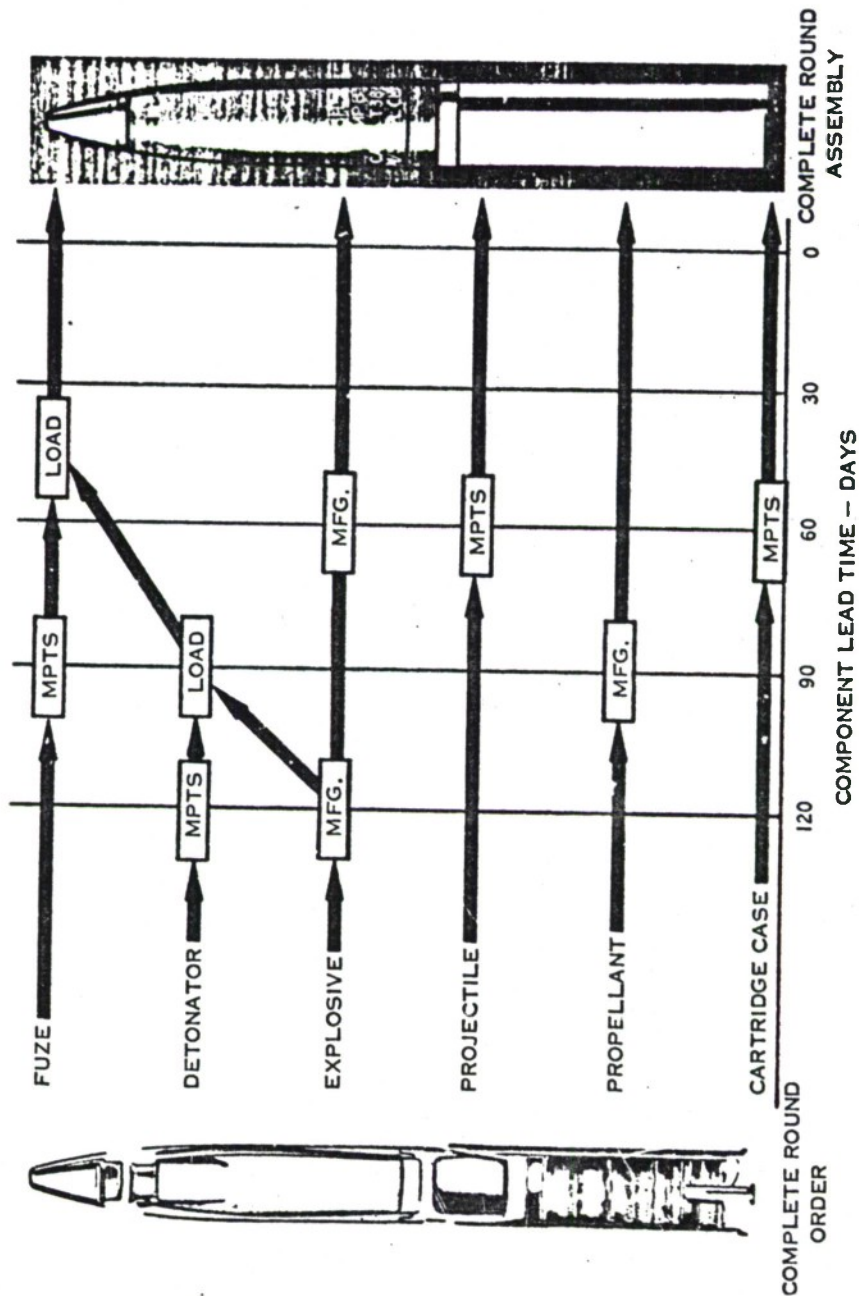 FUZE
MPTS
LOAD
DETONATOR
MPTS
LOAD
EXPLOSIVE
MFG.
MFG.
PROJECTILE
MPTS
PROPELLANT
MFG.
CARTRIDGE CASE
MPTS
COMPLETE ROUND
ORDER
120
90
60
30
0
COMPLETE ROUND
ASSEMBLY
COMPONENT LEAD TIME — DAYS